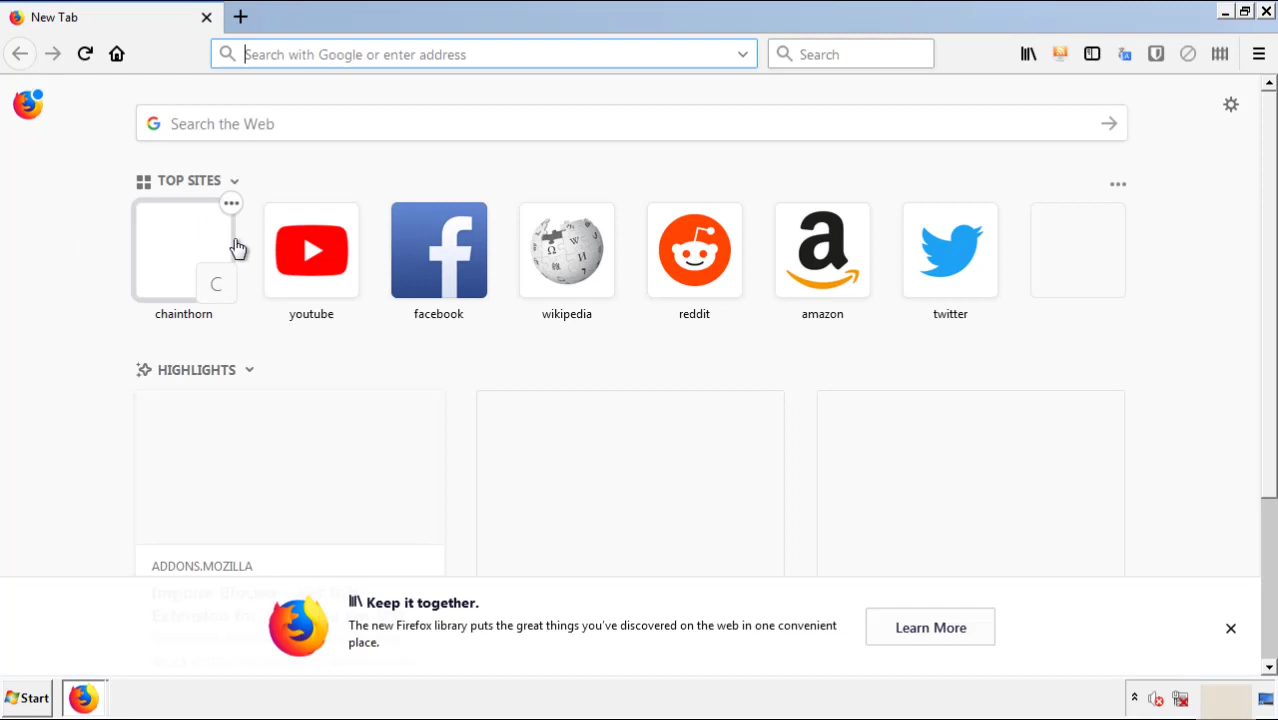 New Tab
Search with Google or enter address
Search
Search the Web
TOP SITES
C
chainthorn
youtube
facebook
wikipedia
reddit
amazon
twitter
HIGHLIGHTS
ADDONS.MOZILLA
Keep it together.
The new Firefox library puts the great things you've discovered on the web in one convenient
place.
Learn More
Start